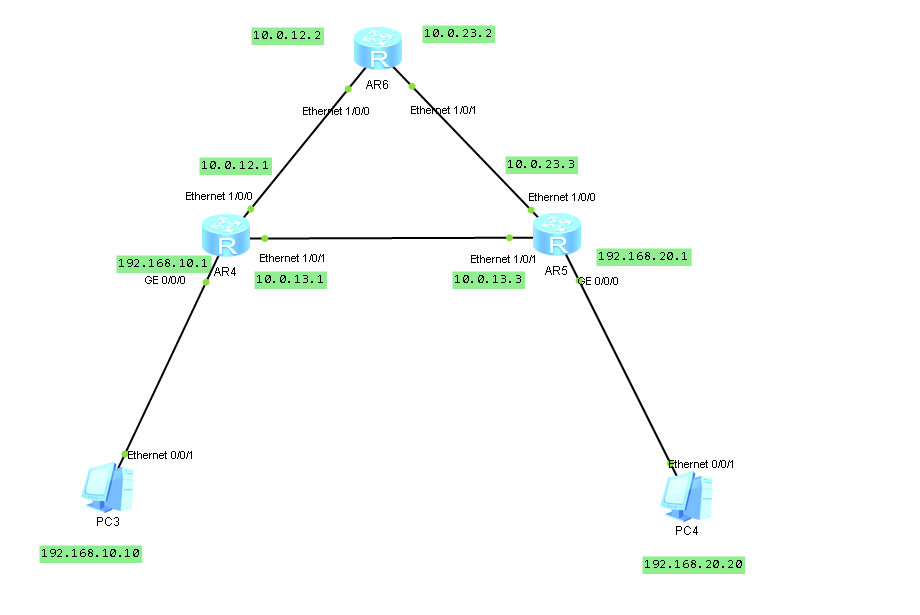 10.0.12.2
10.0.23.2
R
AR6
Ethernet 1/0/0
Ethernet 1/0/1
10.0.12.1
10.0.23.3
Ethernet 1/0/0
Ethernet 1/0/0
R
R
192.168.10.1
AR4
Ethernet 1/0/1
Ethernet 1/0/1
AR5
192.168.20.1
GE 0/0/0
10.0.13.1
10.0.13.3
GE 0/0/0
Ethernet 0/0/1
Ethernet 0/0/1
PC3
PC4
192.168.10.10
192.168.20.20